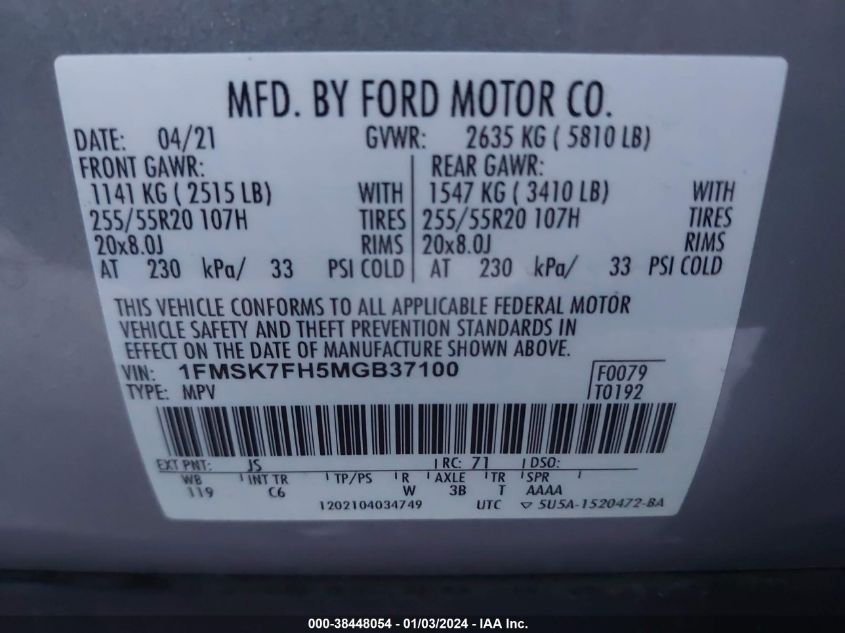 MFD. BY FORD MOTOR CO.
DATE: 04/21 GVWR: 2635 KG ( 5810 LB)
FRONT GAWR: REAR GAWR:
1141 KG ( 2515 LB) WITH 1547 KG ( 3410 LB) WITH
255/55R20 107H TIRES 255/55R20 107H TIRES
20x8.0J RIMS 20x8.0J RIMS
AT 230 kPa/ 33 PSI COLD AT 230 kPa/ 33 PSI COLD
THIS VEHICLE CONFORMS TO ALL APPLICABLE FEDERAL MOTOR
VEHICLE SAFETY AND THEFT PREVENTION STANDARDS IN
EFFECT ON THE DATE OF MANUFACTURE SHOWN ABOVE.
VIN: 1FMSK7FH5MGB37100 F0079
TYPE: MPV T0192
EXT PNT: JS RC: 71 DSO:
WB INT TR TP/PS R AXLE TR SPR
119 C6 W 3B T AAAA
1202104034749 UTC ▽ 5U5A-1520472-BA
000-38448054 - 01/03/2024 - IAA Inc.